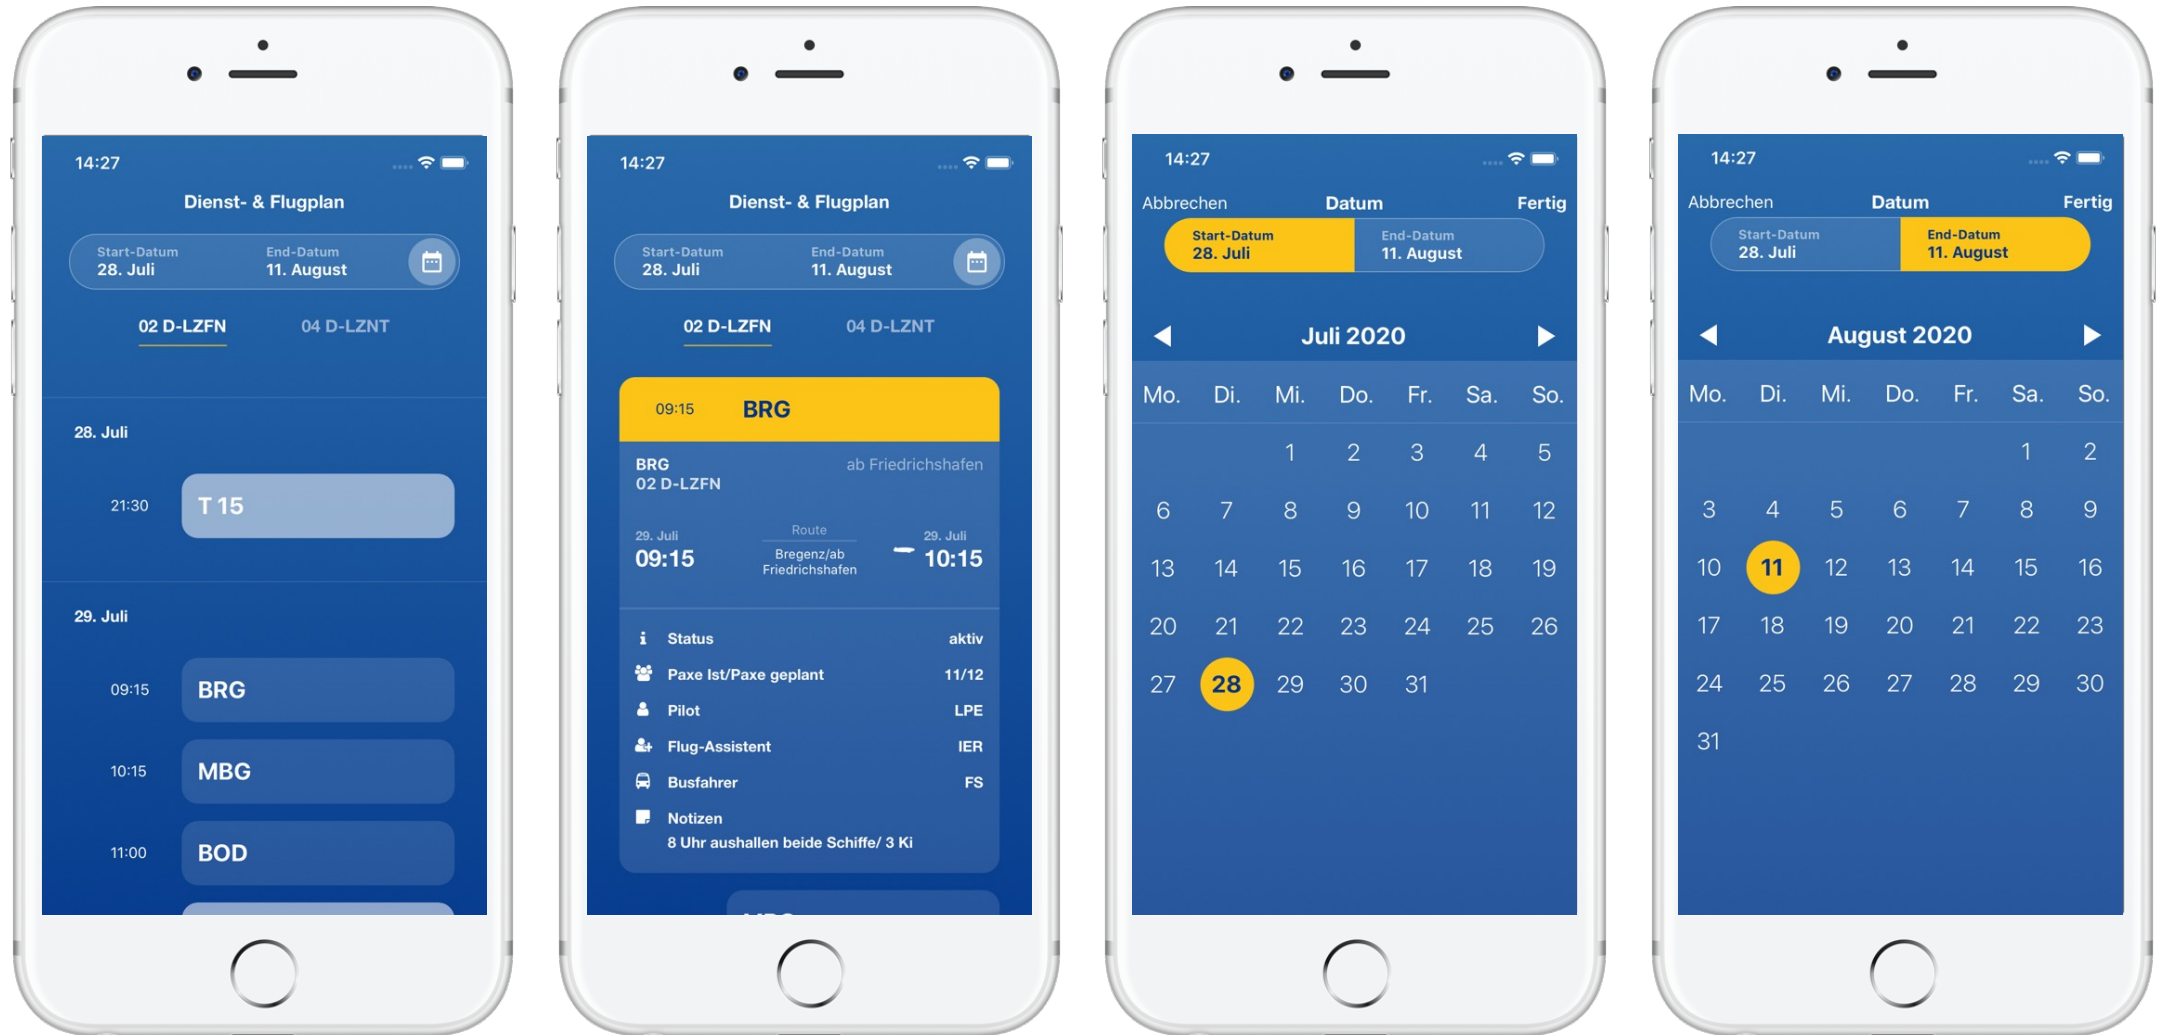 14:27
Dienst- & Flugplan
Start-Datum End-Datum
28. Juli 11. August
02 D-LZFN 04 D-LZNT
28. Juli
21:30 T 15
29. Juli
09:15 BRG
10:15 MBG
11:00 BOD
14:27
Dienst- & Flugplan
Start-Datum End-Datum
28. Juli 11. August
02 D-LZFN 04 D-LZNT
09:15 BRG
BRG ab Friedrichshafen
02 D-LZFN
29. Juli Route 29. Juli
09:15 Bregenz/ab 10:15
Friedrichshafen
Status aktiv
Paxe Ist/Paxe geplant 11/12
Pilot LPE
Flug-Assistent IER
Busfahrer FS
Notizen
8 Uhr aushallen beide Schiffe/ 3 Ki
14:27
Abbrechen Datum Fertig
Start-Datum End-Datum
28. Juli 11. August
Juli 2020
Mo. Di. Mi. Do. Fr. Sa. So.
1 2 3 4 5
6 7 8 9 10 11 12
13 14 15 16 17 18 19
20 21 22 23 24 25 26
27 28 29 30 31
14:27
Abbrechen Datum Fertig
Start-Datum End-Datum
28. Juli 11. August
August 2020
Mo. Di. Mi. Do. Fr. Sa. So.
1 2
3 4 5 6 7 8 9
10 11 12 13 14 15 16
17 18 19 20 21 22 23
24 25 26 27 28 29 30
31